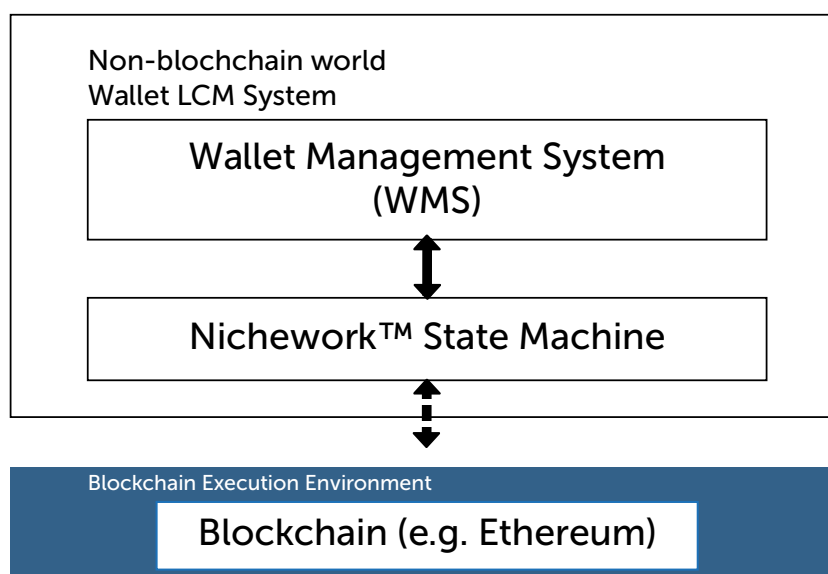 Non-blochchain world
Wallet LCM System
Wallet Management System
(WMS)
Nichework™ State Machine
Blockchain Execution Environment
Blockchain (e.g. Ethereum)